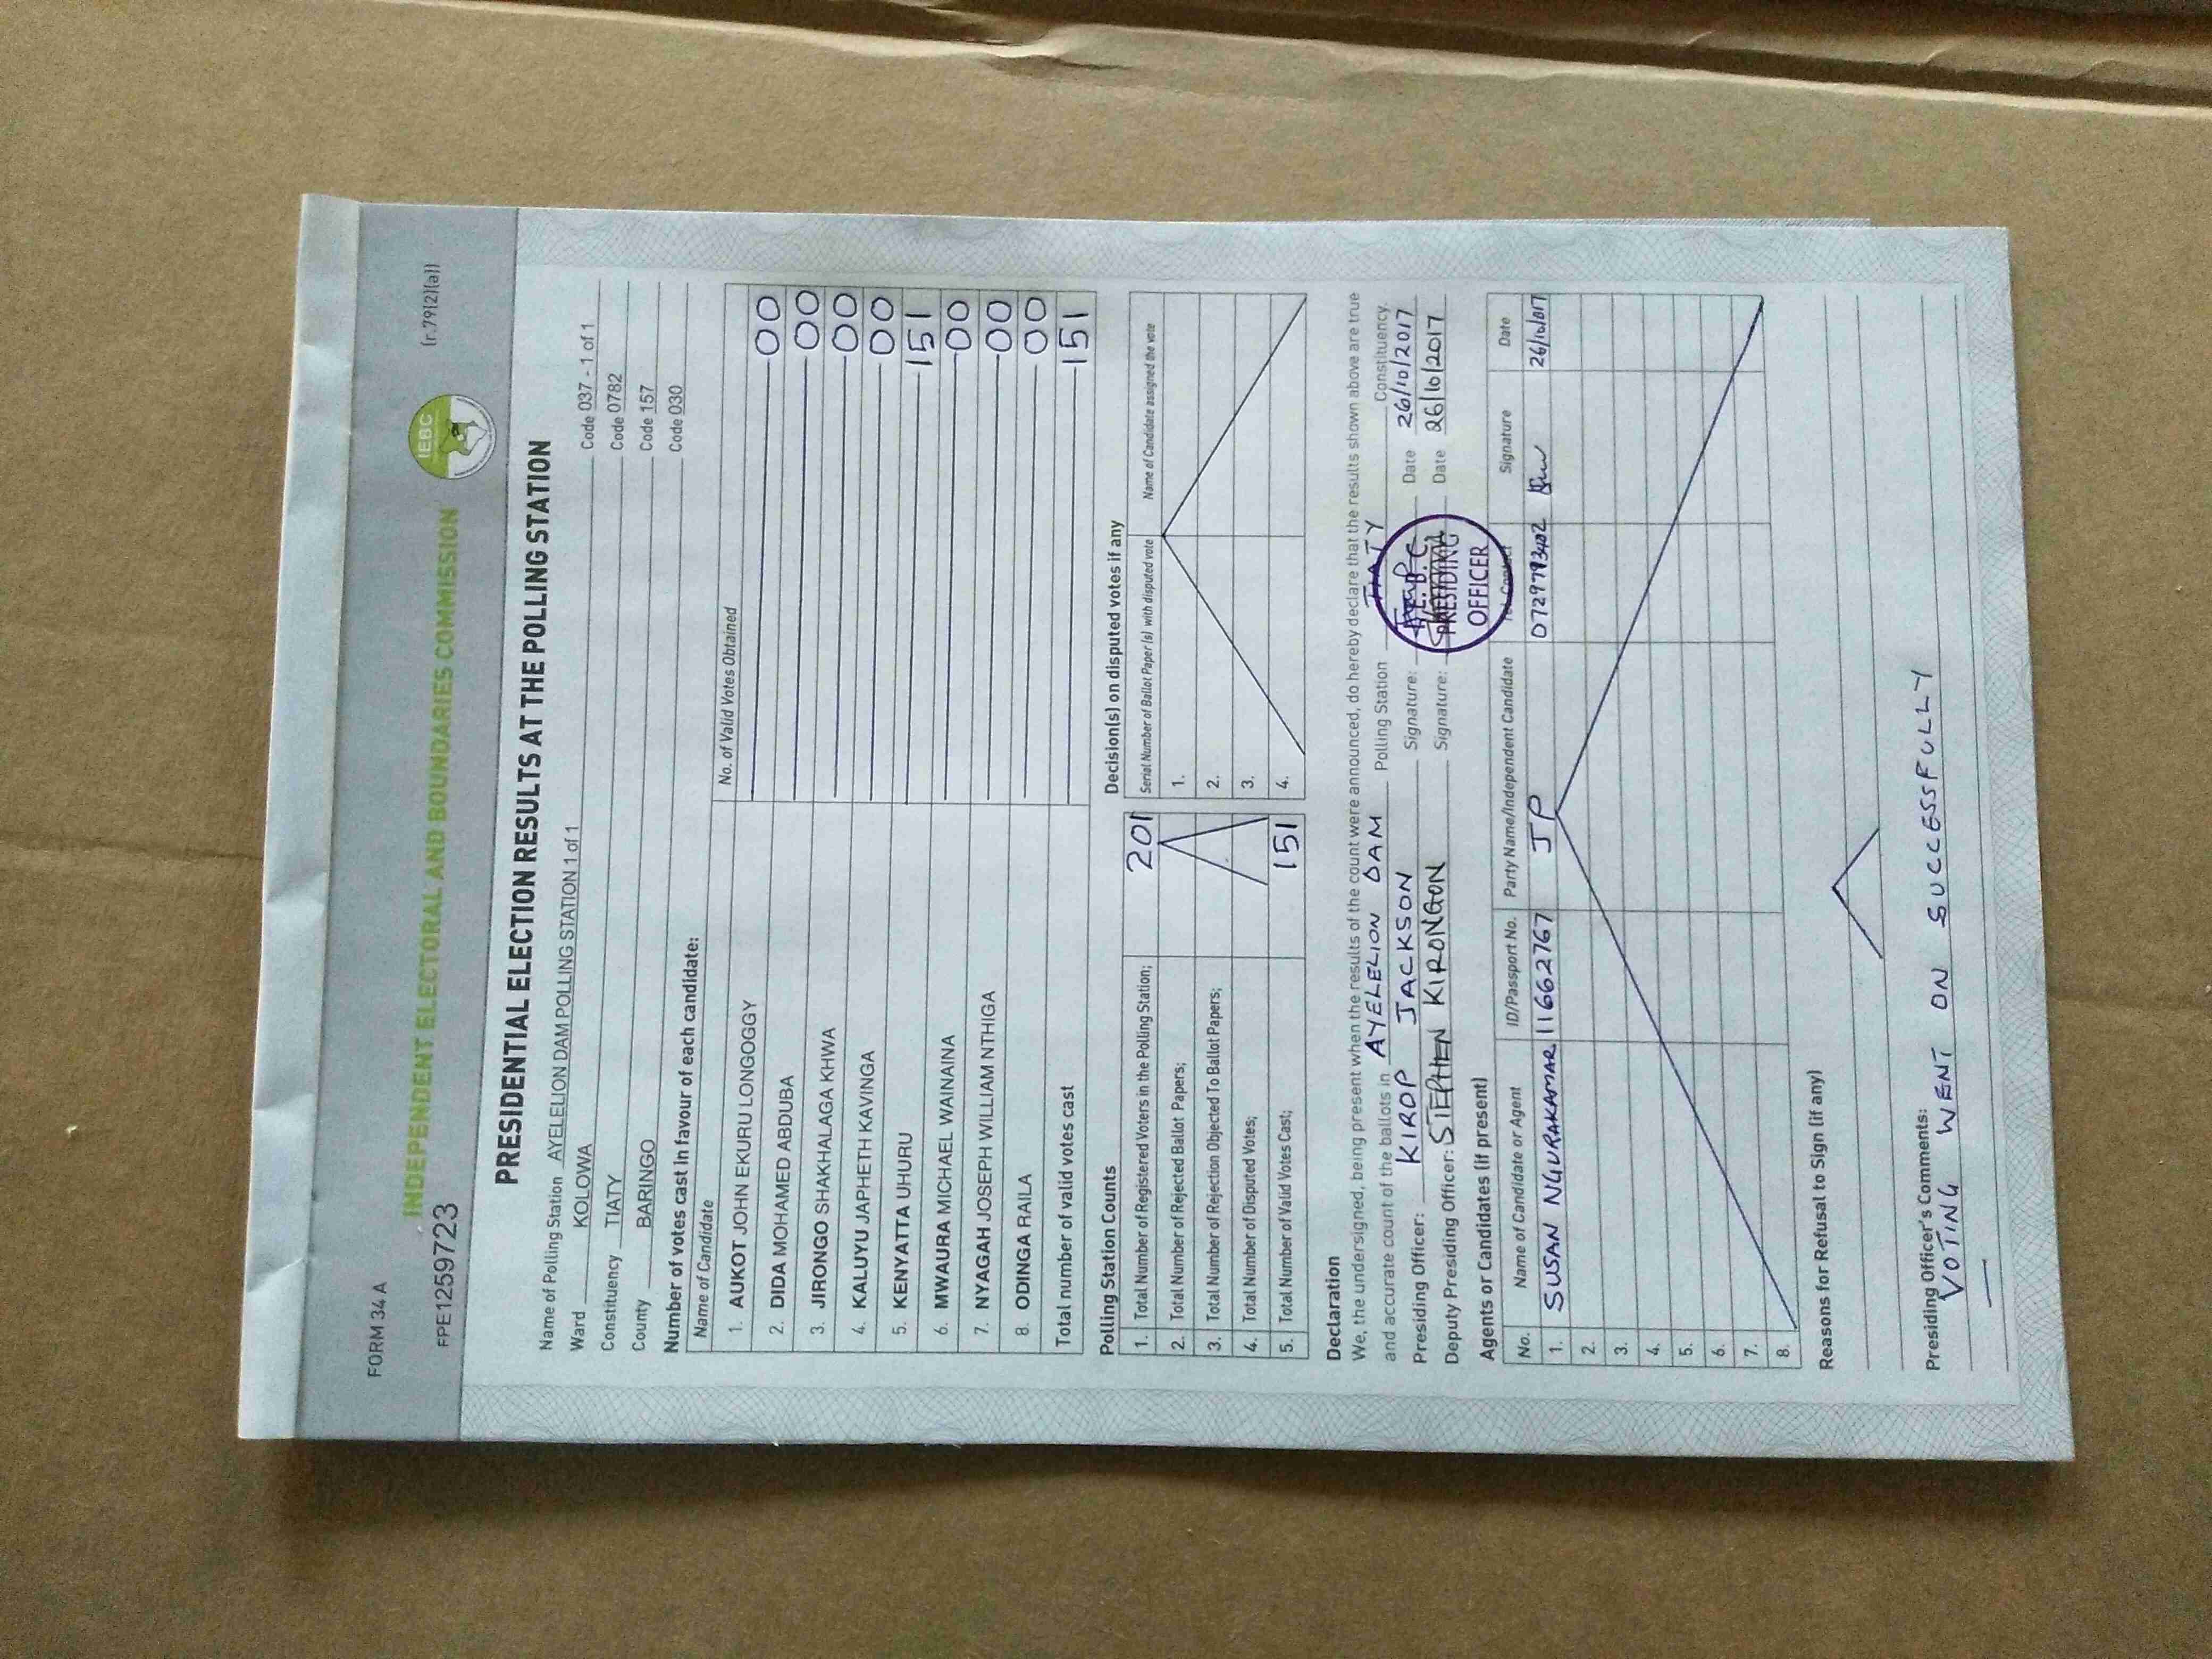 FORM 34 A
INDEPENDENT ELECTORAL AND BOUNDARIES COMMISSION
IEBC
(r.79(2)(a))
FPE1259723
PRESIDENTIAL ELECTION RESULTS AT THE POLLING STATION
Name of Polling Station AYELELION DAM POLLING STATION 1 of 1 Code 037 - 1 of 1
Ward KOLOWA Code 0782
Constituency TIATY Code 157
County BARINGO Code 030
Number of votes cast in favour of each candidate:
Name of Candidate No. of Valid Votes Obtained
1. AUKOT JOHN EKURU LONGOGGY 00
2. DIDA MOHAMED ABDUBA 00
3. JIRONGO SHAKHALAGA KHWA 00
4. KALUYU JAPHETH KAVINGA 00
5. KENYATTA UHURU 151
6. MWAURA MICHAEL WAINAINA 00
7. NYAGAH JOSEPH WILLIAM NTHIGA 00
8. ODINGA RAILA 00
Total number of valid votes cast 151
Polling Station Counts
1. Total Number of Registered Voters in the Polling Station; 201
2. Total Number of Rejected Ballot Papers;
3. Total Number of Rejection Objected To Ballot Papers;
4. Total Number of Disputed Votes;
5. Total Number of Valid Votes Cast; 151
Decision(s) on disputed votes if any
Serial Number of Ballot Paper (s) with disputed vote Name of Candidate assigned the vote
1.
2.
3.
4.
Declaration
We, the undersigned, being present when the results of the count were announced, do hereby declare that the results shown above are true
and accurate count of the ballots in AYELELION DAM Polling Station TIATY Constituency.
Presiding Officer: KIROP JACKSON Signature: Date 26/10/2017
Deputy Presiding Officer: STEPHEN KIRONGON Signature: Date 26/10/2017
I.E.B.C
PRESIDING
OFFICER
Agents or Candidates (if present)
No. Name of Candidate or Agent ID/Passport No. Party Name/Independent Candidate Tel. Contact Signature Date
1. SUSAN NGURAKAMAR 11662767 JP 0729793402 26/10/017
2.
3.
4.
5.
6.
7.
8.
Reasons for Refusal to Sign (if any)
Presiding Officer's Comments:
VOTING WENT ON SUCCESSFULLY